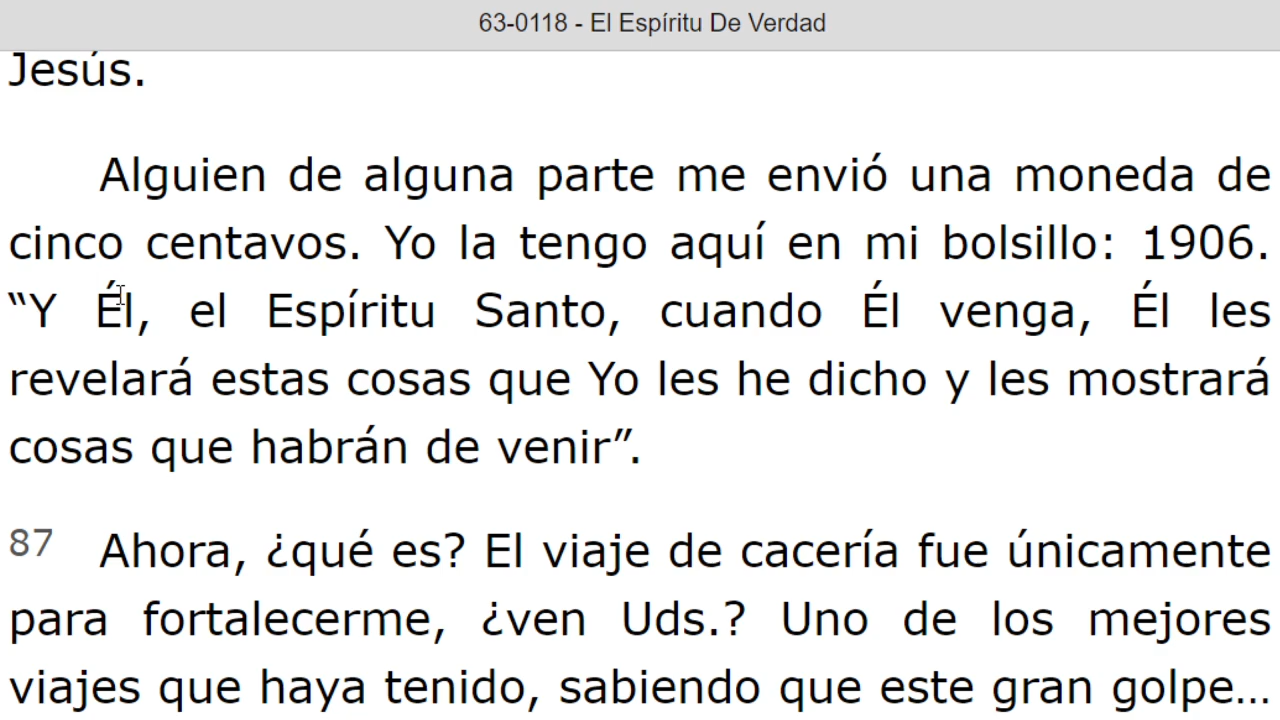 63-0118 - El Espíritu De Verdad
Jesús.
Alguien de alguna parte me envió una moneda de
cinco centavos. Yo la tengo aquí en mi bolsillo: 1906.
“Y Él, el Espíritu Santo, cuando Él venga, Él les
revelará estas cosas que Yo les he dicho y les mostrará
cosas que habrán de venir”.
87 Ahora, ¿qué es? El viaje de cacería fue únicamente
para fortalecerme, ¿ven Uds.? Uno de los mejores
viajes que haya tenido, sabiendo que este gran golpe…